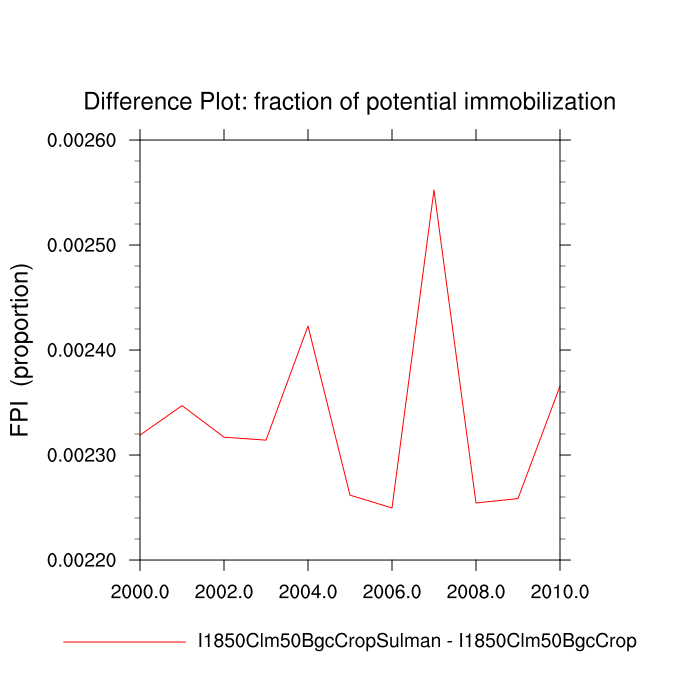 Difference Plot: fraction of potential immobilization
FPI (proportion)
0.00260
0.00250
0.00240
0.00230
0.00220
2000.0 2002.0 2004.0 2006.0 2008.0 2010.0
I1850Clm50BgcCropSulman - I1850Clm50BgcCrop